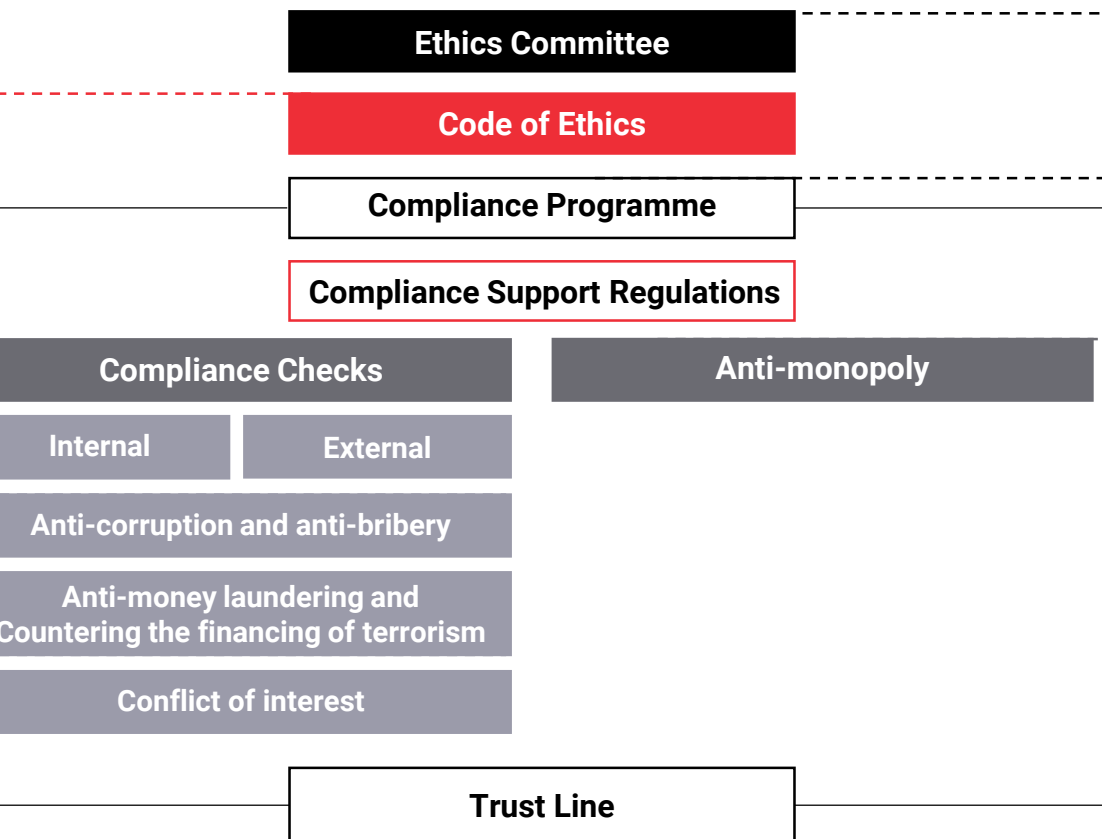 Ethics Committee
Code of Ethics
Compliance Programme
Compliance Support Regulations
Compliance Checks
Anti-monopoly
Internal
External
Anti-corruption and anti-bribery
Anti-money laundering and
Countering the financing of terrorism
Conflict of interest
Trust Line